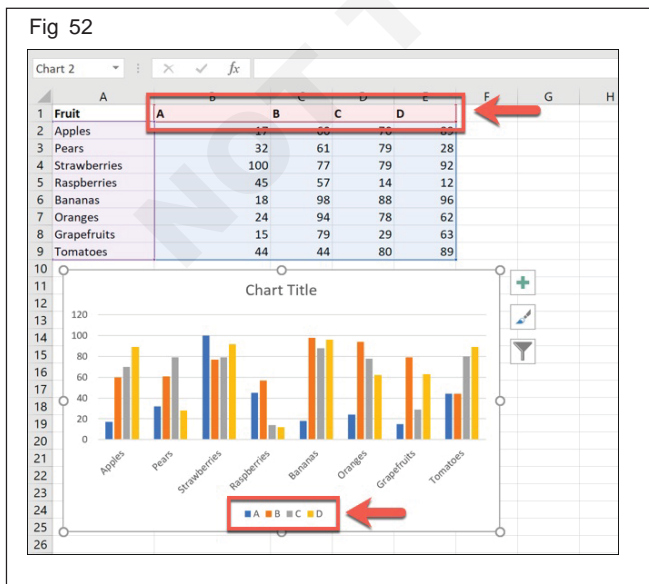 Fig 52
Chart 2 fx
A B C D E F G H
1 Fruit A B C D
2 Apples 17 60 70 89
3 Pears 32 61 79 28
4 Strawberries 100 77 79 92
5 Raspberries 45 57 14 12
6 Bananas 18 98 88 96
7 Oranges 24 94 78 62
8 Grapefruits 15 79 29 63
9 Tomatoes 44 44 80 89
10
11
12
13
14
15
16
17
18
19
20
21
22
23
24
25
26
Chart Title
120
100
80
60
40
20
0
Apples Pears Strawberries Raspberries Bananas Oranges Grapefruits Tomatoes
A B C D